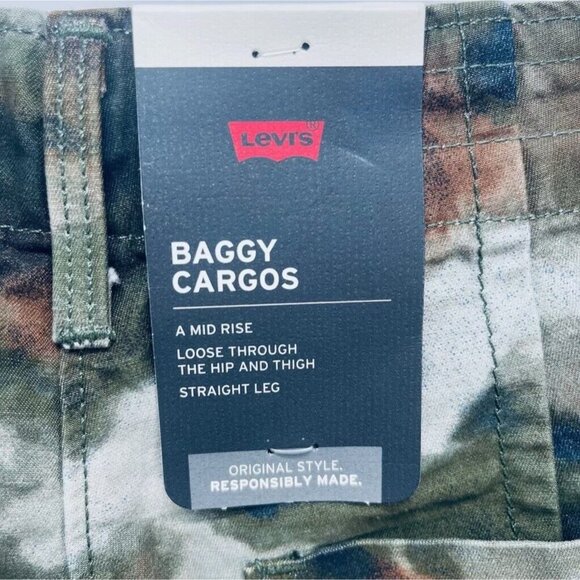 Levi's®
BAGGY
CARGOS
A MID RISE
LOOSE THROUGH
THE HIP AND THIGH
STRAIGHT LEG
ORIGINAL STYLE.
RESPONSIBLY MADE.